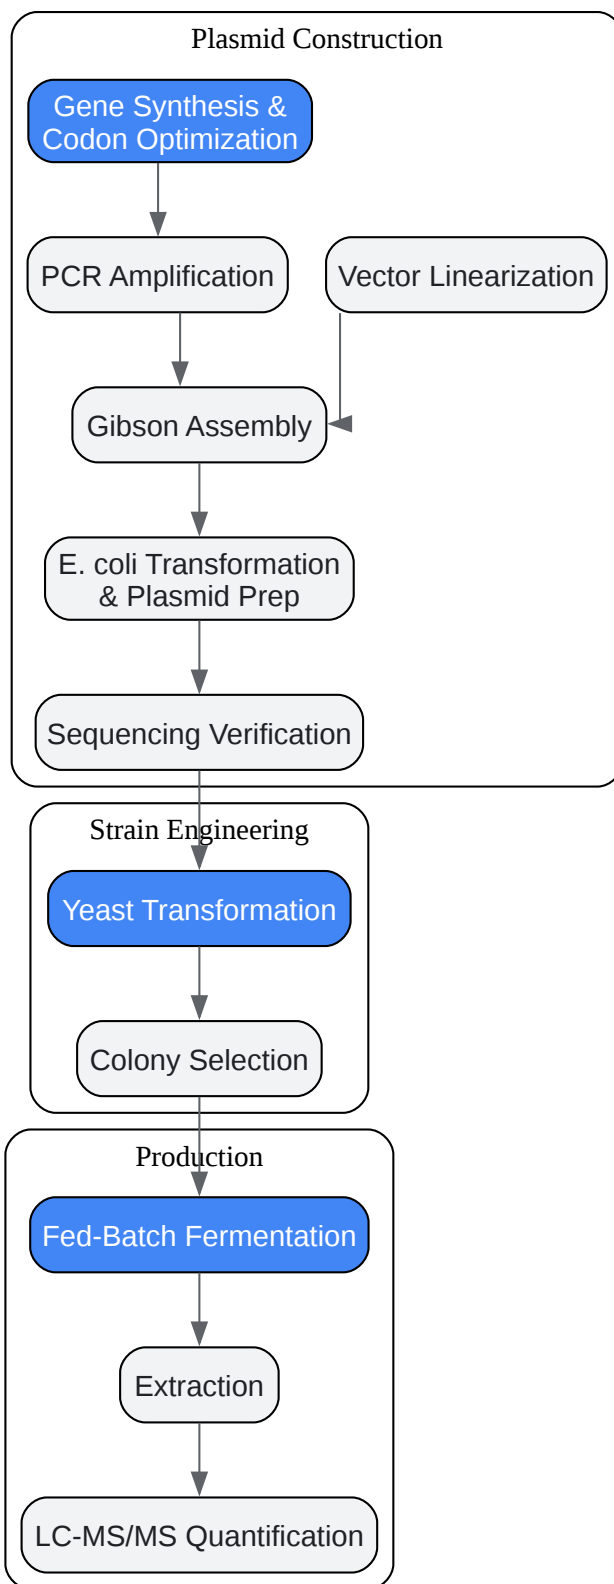 Plasmid Construction
Gene Synthesis &
Codon Optimization
PCR Amplification
Vector Linearization
Gibson Assembly
E. coli Transformation
& Plasmid Prep
Sequencing Verification
Strain Engineering
Yeast Transformation
Colony Selection
Production
Fed-Batch Fermentation
Extraction
LC-MS/MS Quantification